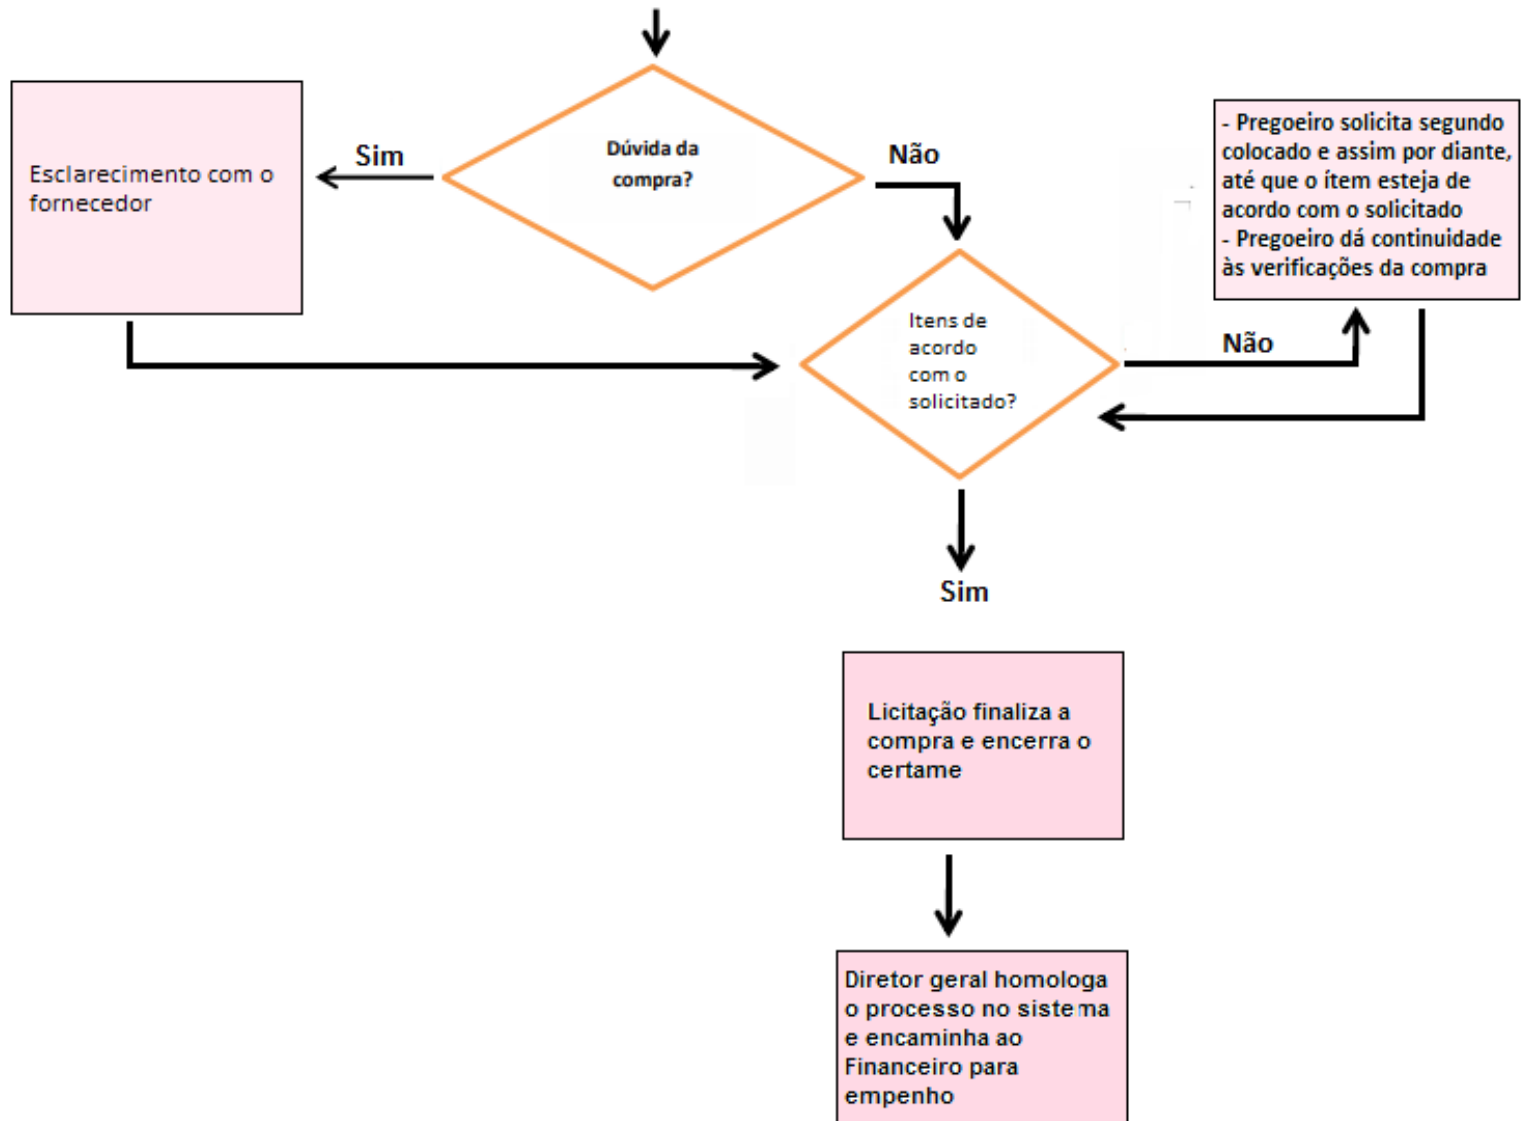 Dúvida da
compra?
Sim
Não
Esclarecimento com o
fornecedor
- Pregoeiro solicita segundo
colocado e assim por diante,
até que o ítem esteja de
acordo com o solicitado
- Pregoeiro dá continuidade
às verificações da compra
Itens de
acordo
com o
solicitado?
Não
Sim
Licitação finaliza a
compra e encerra o
certame
Diretor geral homologa
o processo no sistema
e encaminha ao
Financeiro para
empenho